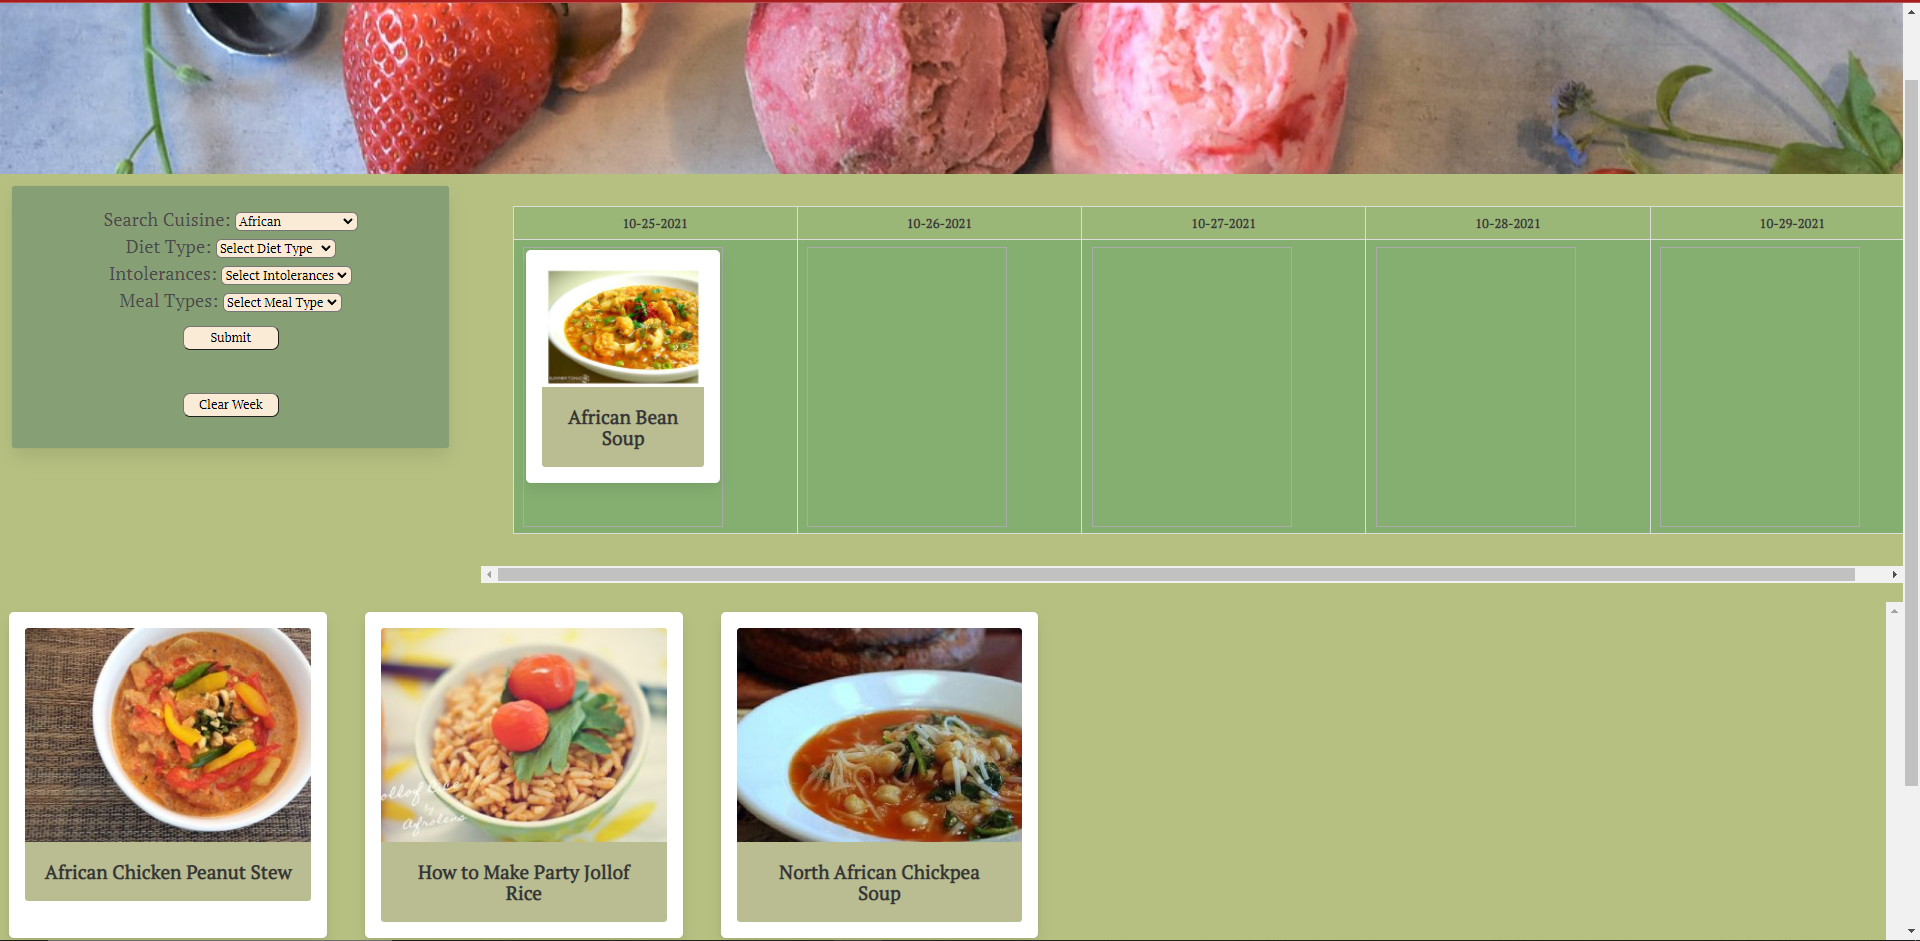 Search Cuisine: African
Diet Type: Select Diet Type
Intolerances: Select Intolerances
Meal Types: Select Meal Type
Submit
Clear Week
10-25-2021
10-26-2021
10-27-2021
10-28-2021
10-29-2021
African Bean
Soup
African Chicken Peanut Stew
How to Make Party Jollof
Rice
by
Afrolens
North African Chickpea
Soup